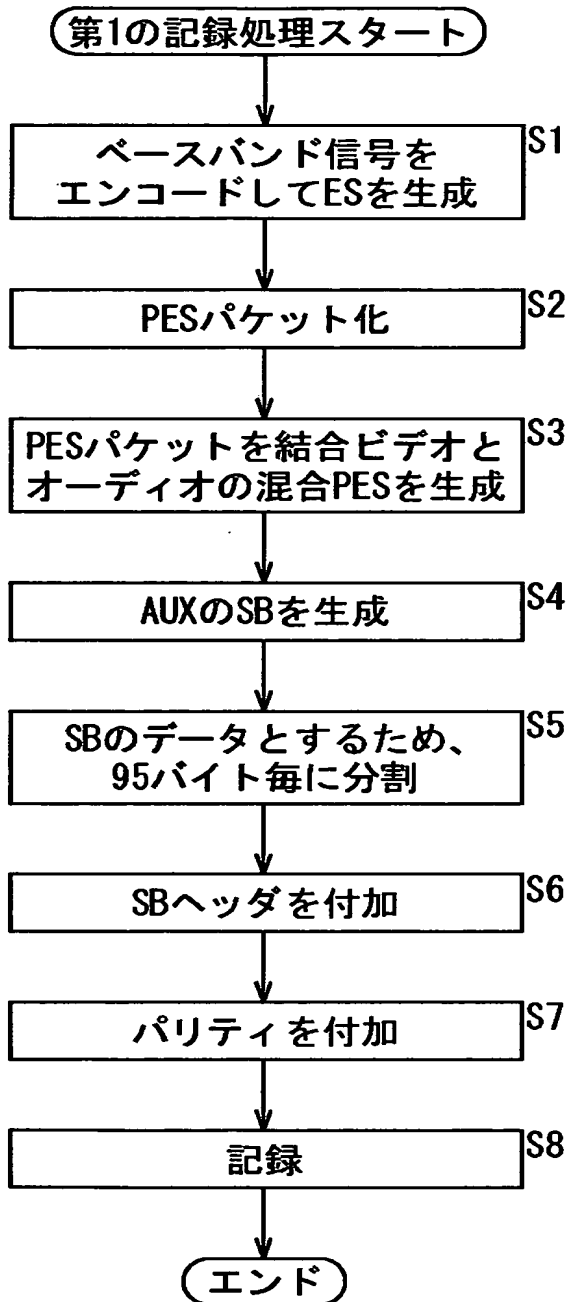 第1の記録処理スタート
S1
ベースバンド信号を
エンコードしてESを生成
S2
PESパケット化
S3
PESパケットを結合ビデオと
オーディオの混合PESを生成
S4
AUXのSBを生成
S5
SBのデータとするため、
95バイト毎に分割
S6
SBヘッダを付加
S7
パリティを付加
S8
記録
エンド